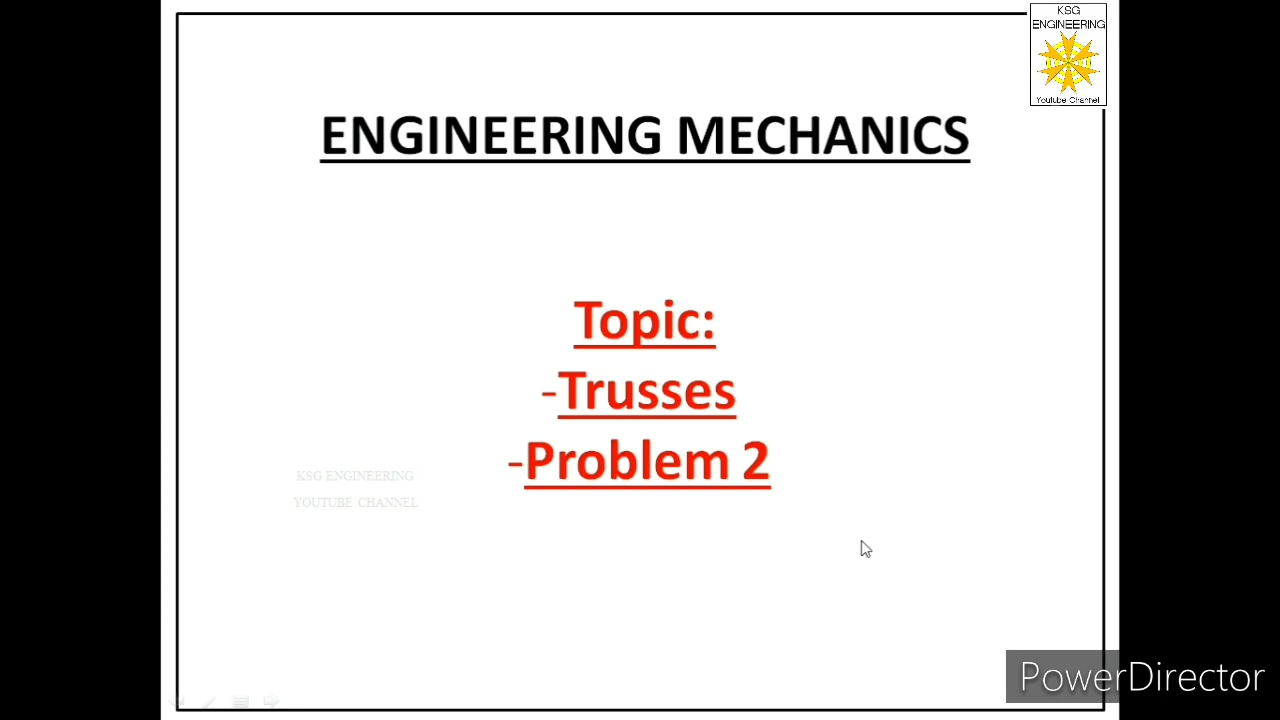 KSG
ENGINEERING
Youtube Channel
ENGINEERING MECHANICS
Topic:
-Trusses
-Problem 2
KSG ENGINEERING
YOUTUBE CHANNEL
PowerDirector